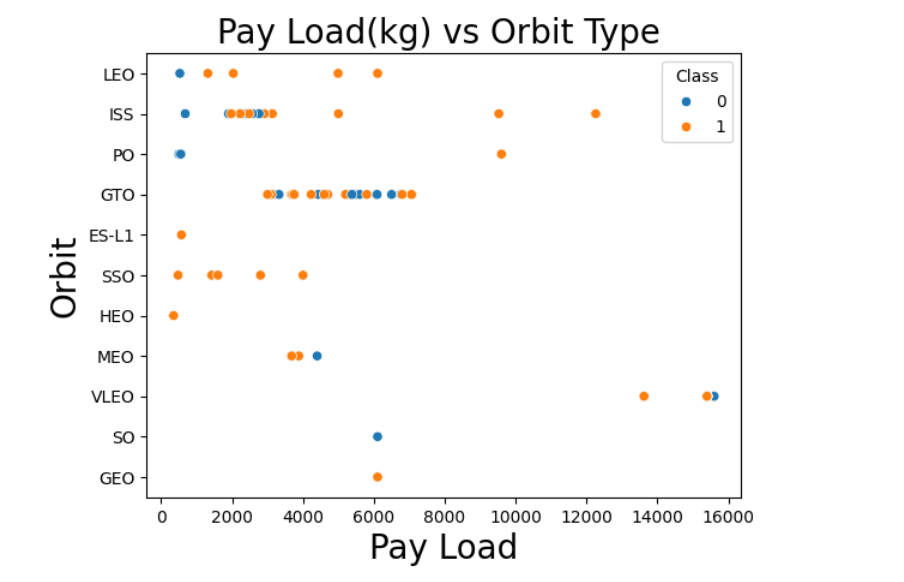 Pay Load(kg) vs Orbit Type
Class
0
1
LEO
ISS
PO
GTO
ES-L1
SSO
HEO
MEO
VLEO
SO
GEO
Orbit
0 2000 4000 6000 8000 10000 12000 14000 16000
Pay Load